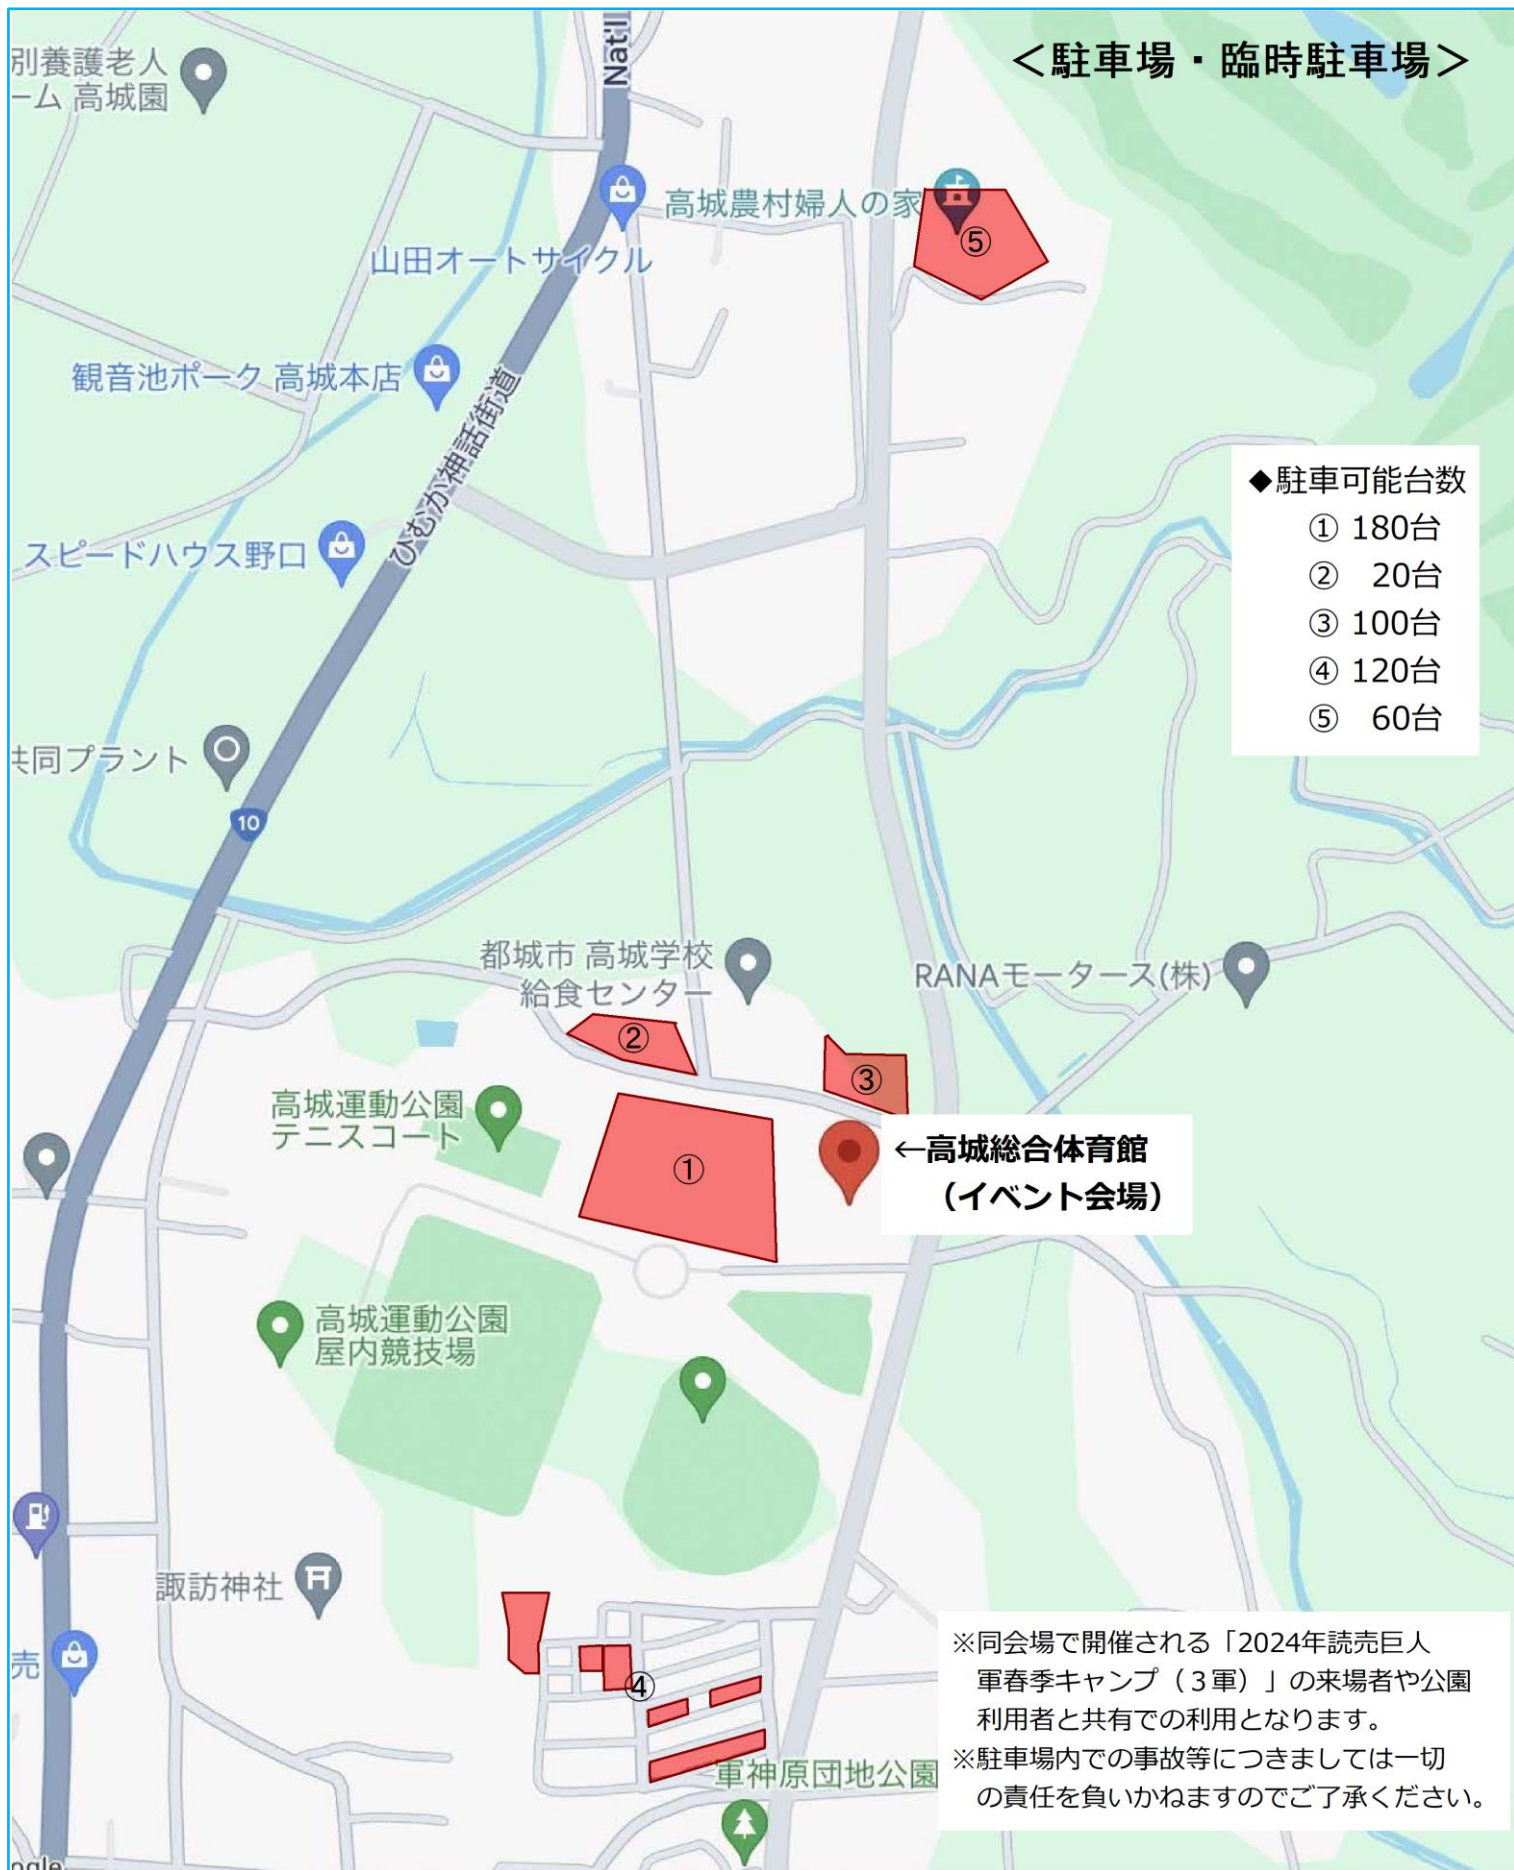 ＜駐車場・臨時駐車場＞
Nat'l
別養護老人
ーム 高城園
高城農村婦人の家
⑤
山田オートサイクル
観音池ポーク 高城本店
ひむか神話街道
スピードハウス野口
◆駐車可能台数
① 180台
② 20台
③ 100台
④ 120台
⑤ 60台
共同プラント
10
都城市 高城学校
給食センター
RANAモータース(株)
②
③
高城運動公園
テニスコート
①
←高城総合体育館
（イベント会場）
高城運動公園
屋内競技場
諏訪神社
売
④
軍神原団地公園
※同会場で開催される「2024年読売巨人
軍春季キャンプ（３軍）」の来場者や公園
利用者と共有での利用となります。
※駐車場内での事故等につきましては一切
の責任を負いかねますのでご了承ください。
ogle